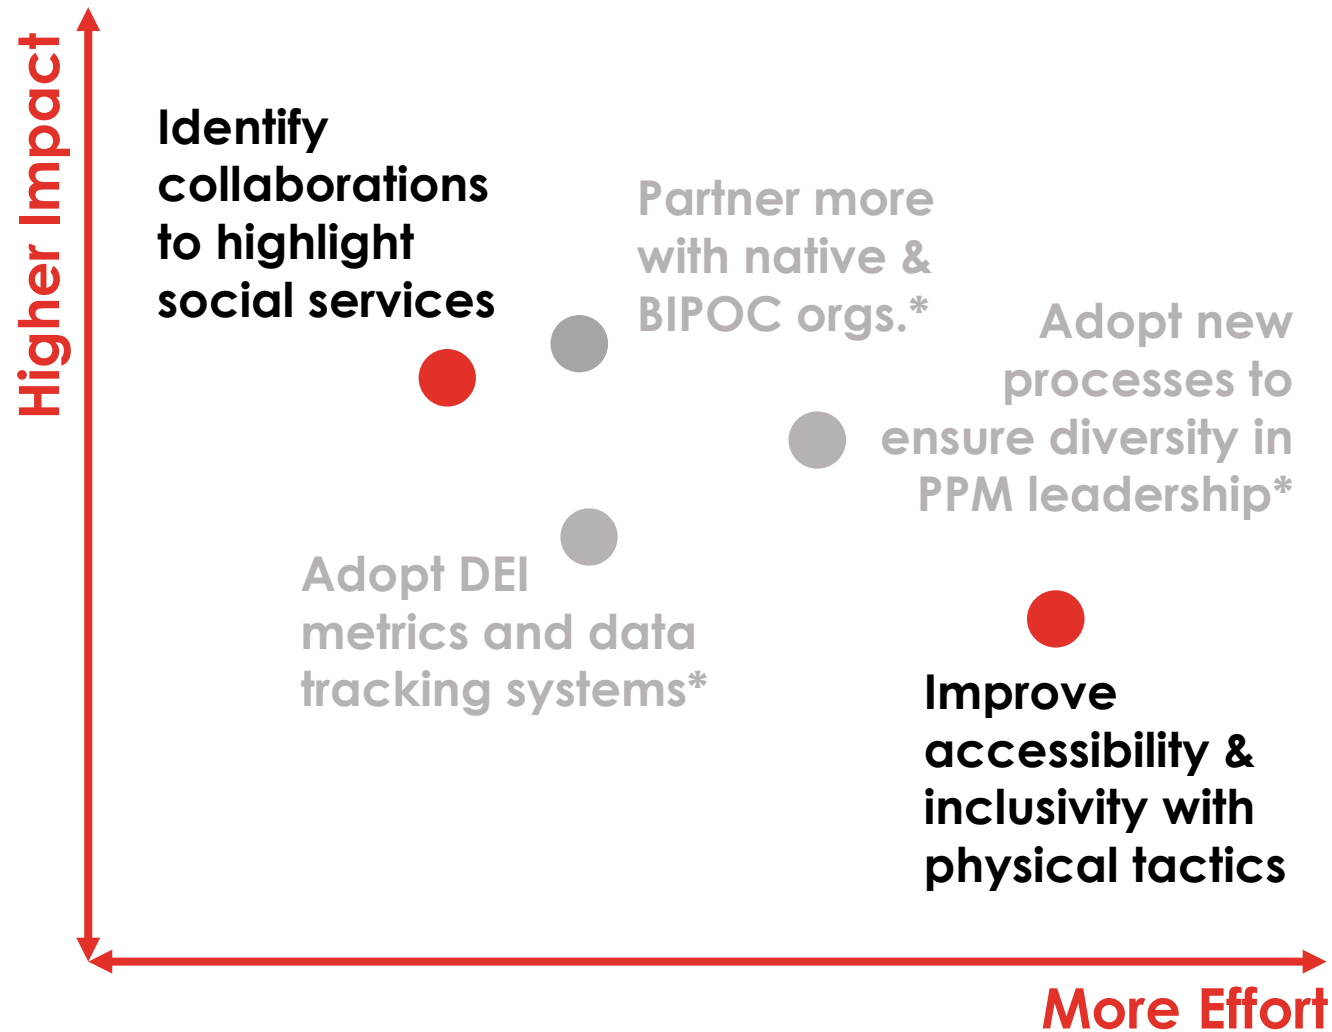 Higher Impact
Identify
collaborations
to highlight
social services
Partner more
with native &
BIPOC orgs.*
Adopt new
processes to
ensure diversity in
PPM leadership*
Adopt DEI
metrics and data
tracking systems*
Improve
accessibility &
inclusivity with
physical tactics
More Effort